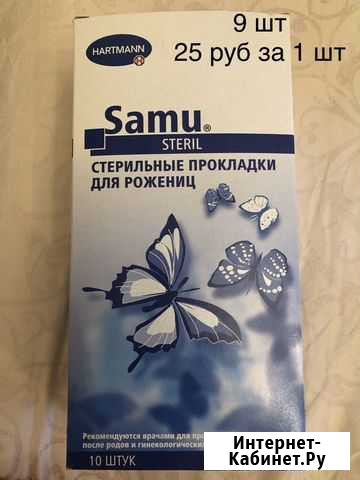 9 шт
25 руб за 1 шт
HARTMANN
Samu®
STERIL
СТЕРИЛЬНЫЕ ПРОКЛАДКИ
ДЛЯ РОЖЕНИЦ
Рекомендуются врачами для
после родов и гинекологических
10 ШТУК
Интернет-
Кабинет.Ру